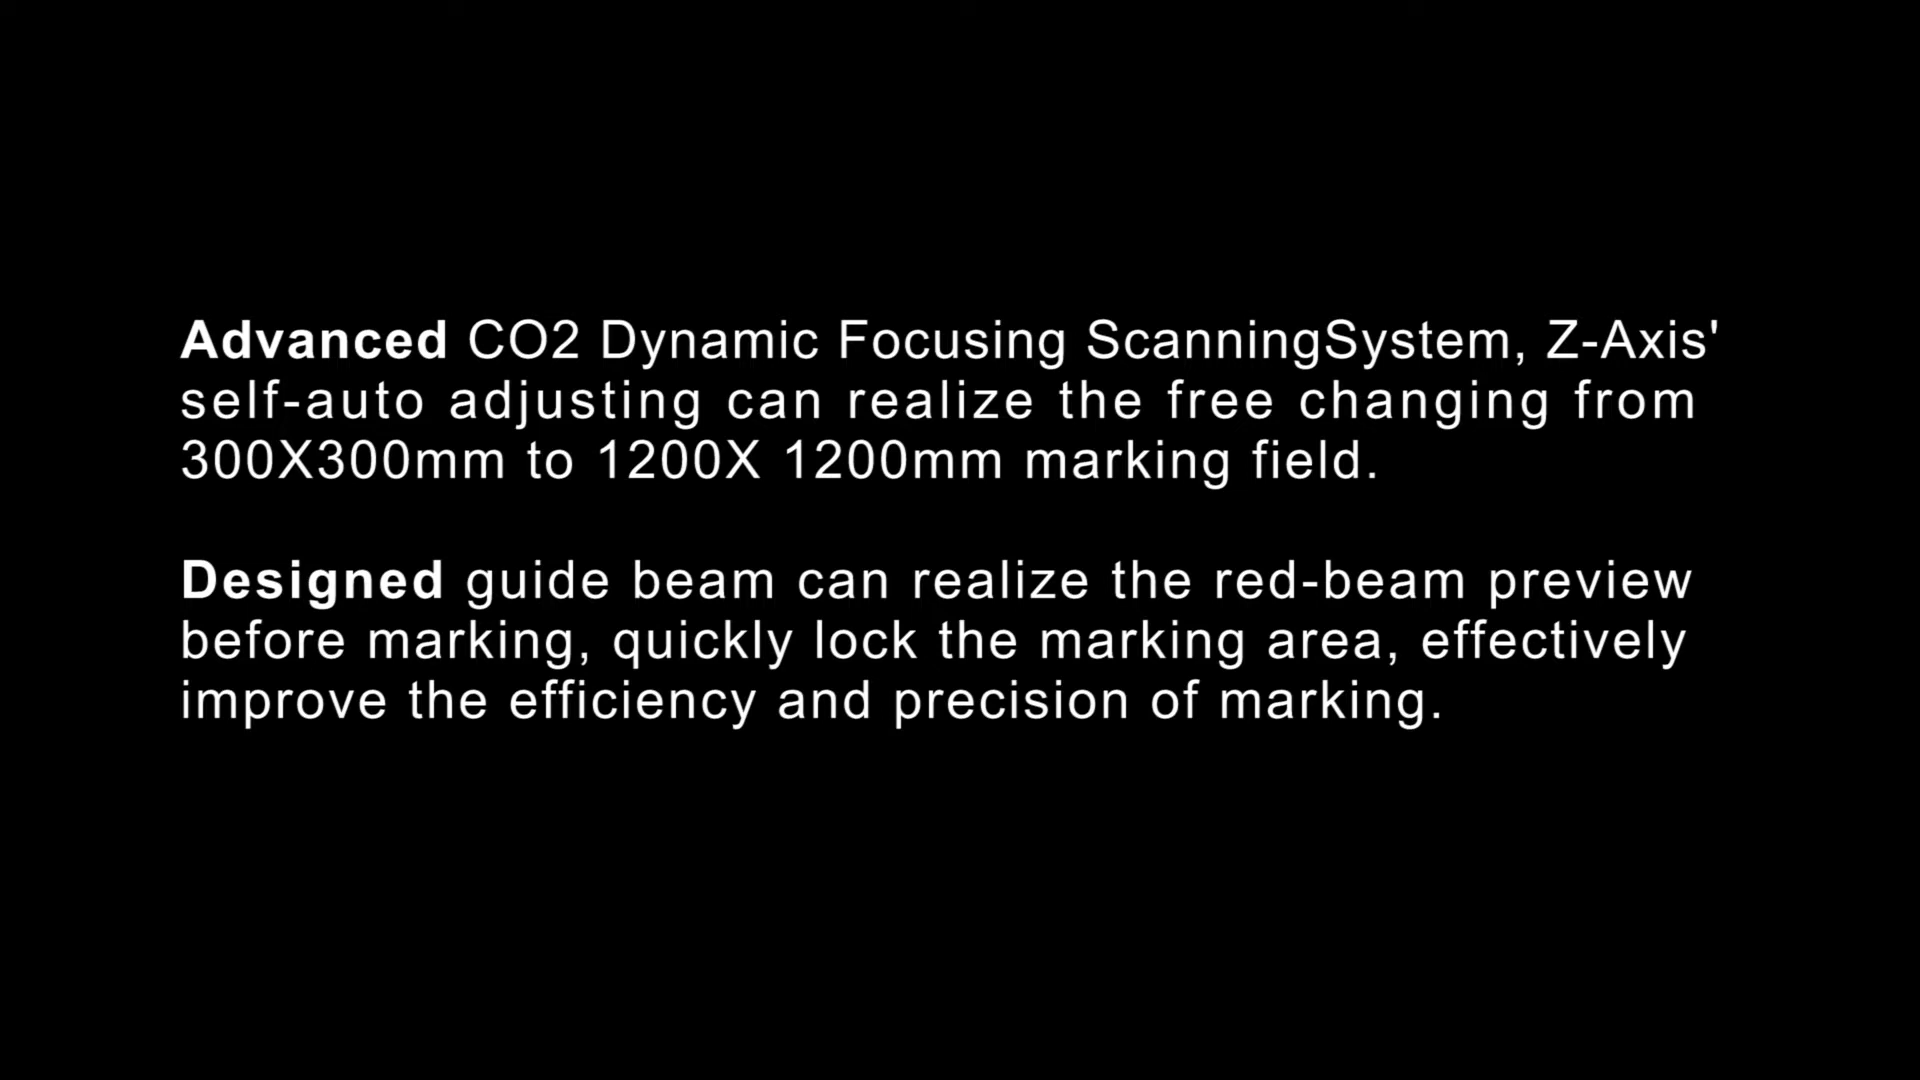 Advanced CO2 Dynamic Focusing ScanningSystem, Z-Axis'
self-auto adjusting can realize the free changing from
300X300mm to 1200X 1200mm marking field.
Designed guide beam can realize the red-beam preview
before marking, quickly lock the marking area, effectively
improve the efficiency and precision of marking.